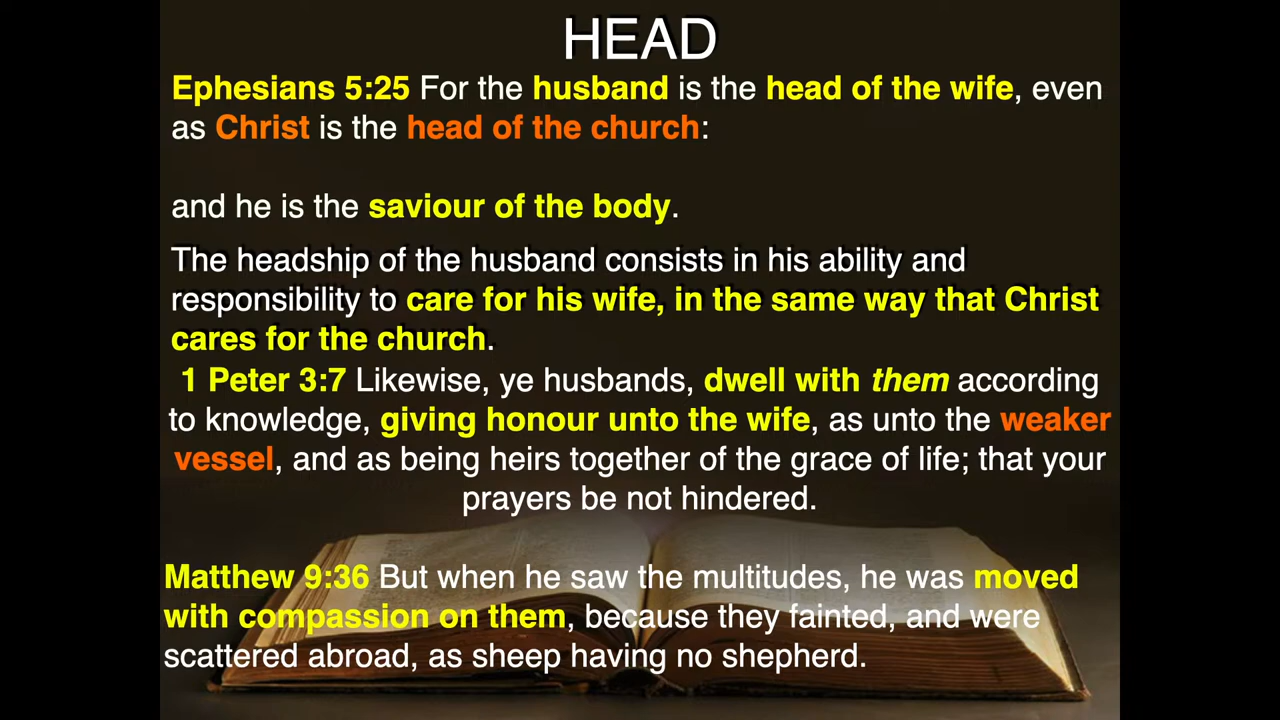 HEAD
Ephesians 5:25 For the husband is the head of the wife, even
as Christ is the head of the church:
and he is the saviour of the body.
The headship of the husband consists in his ability and
responsibility to care for his wife, in the same way that Christ
cares for the church.
1 Peter 3:7 Likewise, ye husbands, dwell with them according
to knowledge, giving honour unto the wife, as unto the weaker
vessel, and as being heirs together of the grace of life; that your
prayers be not hindered.
Matthew 9:36 But when he saw the multitudes, he was moved
with compassion on them, because they fainted, and were
scattered abroad, as sheep having no shepherd.